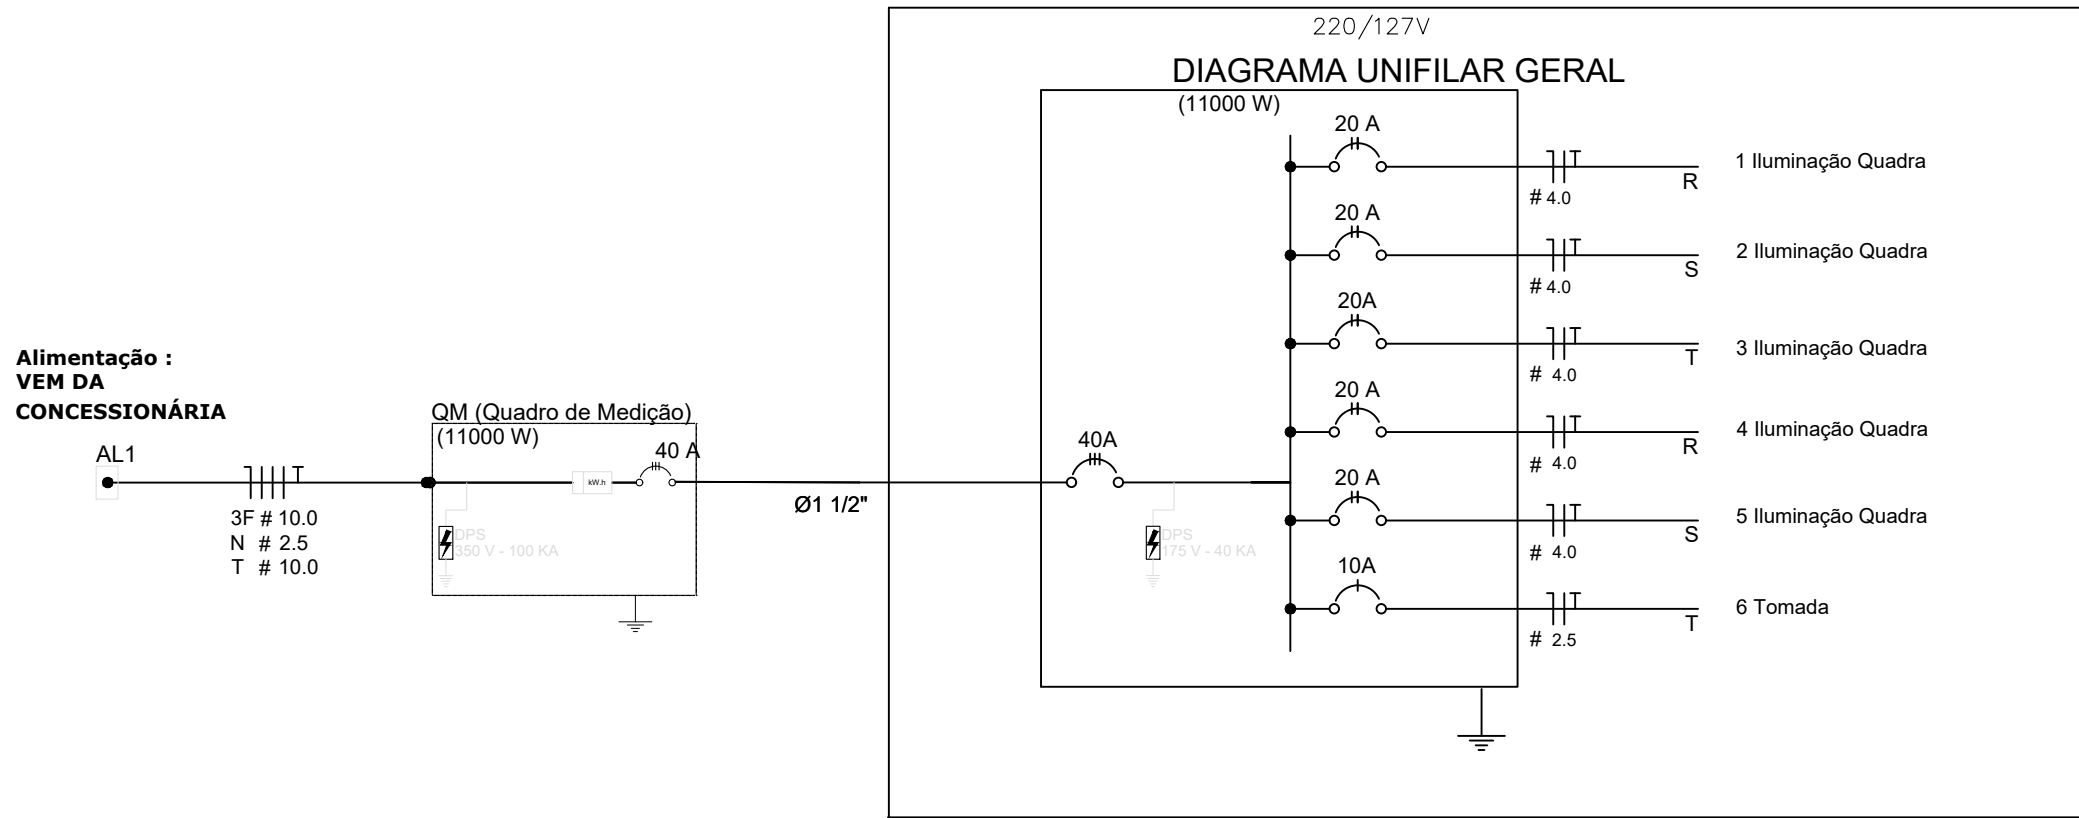 220/127V
DIAGRAMA UNIFILAR GERAL
(11000 W)
20 A
1 Iluminação Quadra
R
# 4.0
20 A
2 Iluminação Quadra
S
# 4.0
20A
3 Iluminação Quadra
T
# 4.0
20 A
4 Iluminação Quadra
R
# 4.0
20 A
5 Iluminação Quadra
S
# 4.0
10A
6 Tomada
T
# 2.5
Alimentação :
VEM DA
CONCESSIONÁRIA
AL1
3F # 10.0
N # 2.5
T # 10.0
QM (Quadro de Medição)
(11000 W)
40 A
kW.h
DPS
350 V - 100 KA
Ø1 1/2"
40A
DPS
175 V - 40 KA